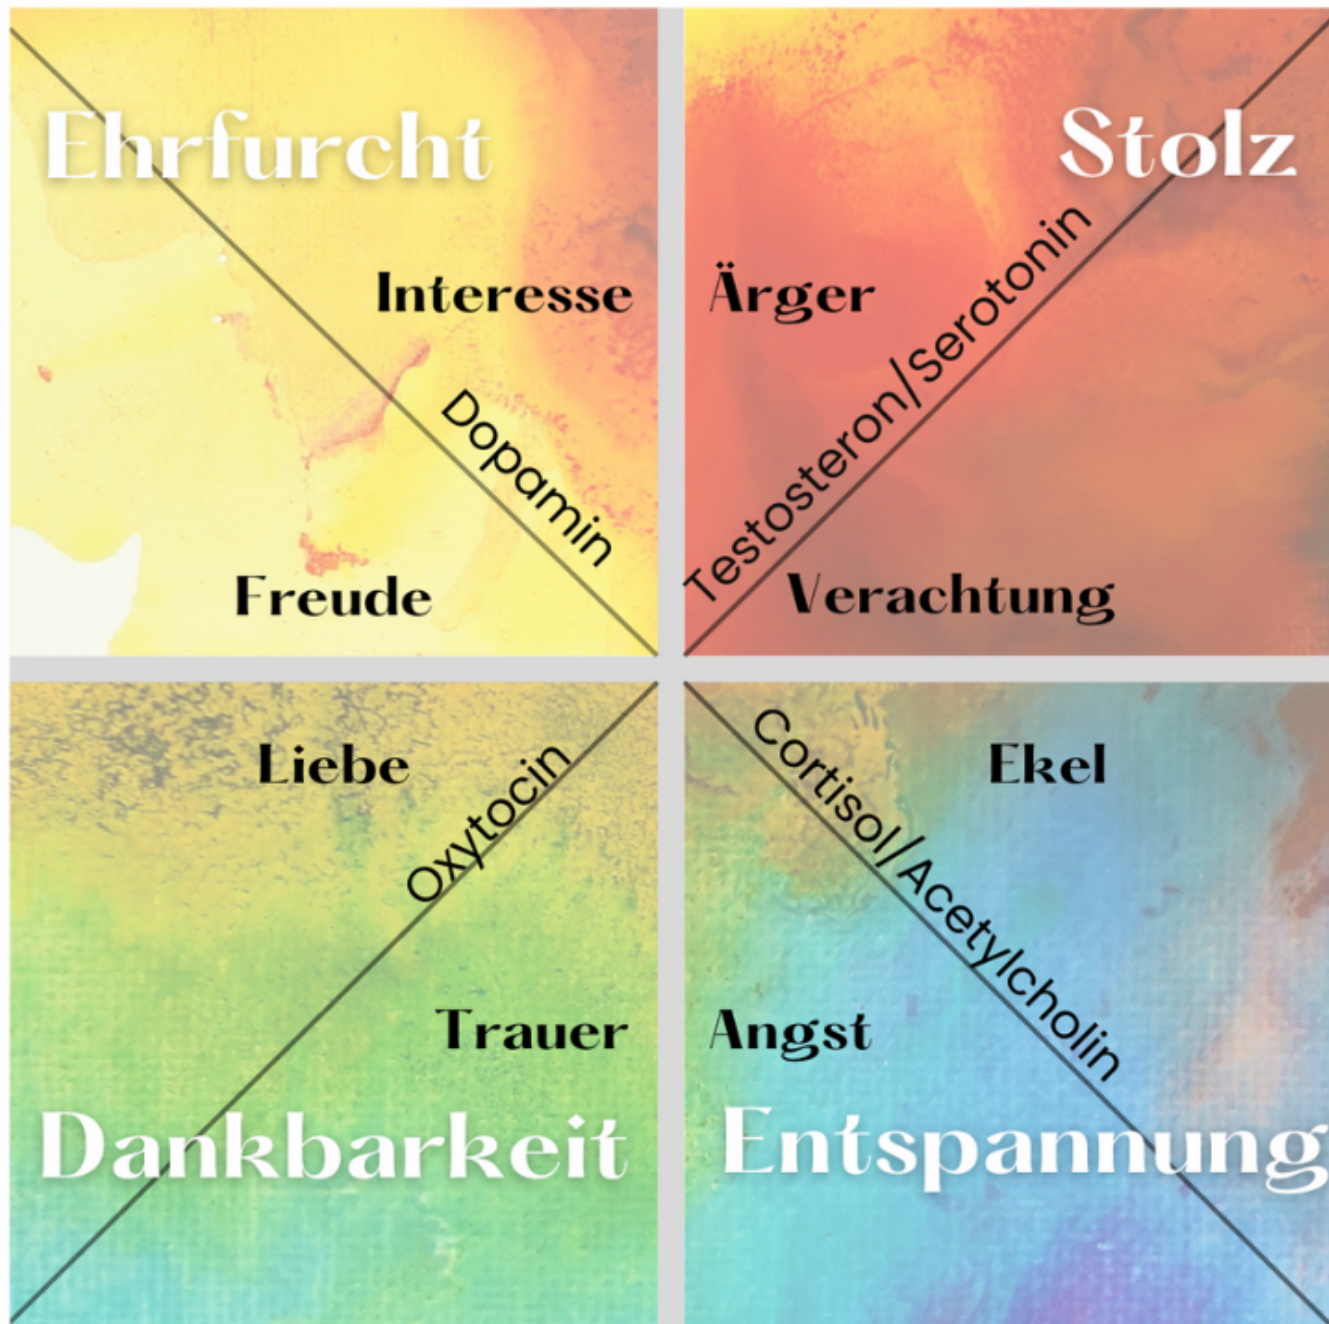 Ehrfurcht
Interesse
Dopamin
Freude
Stolz
Ärger
Testosteron/Serotonin
Verachtung
Liebe
Oxytocin
Trauer
Dankbarkeit
Ekel
Cortisol/Acetylcholin
Angst
Entspannung